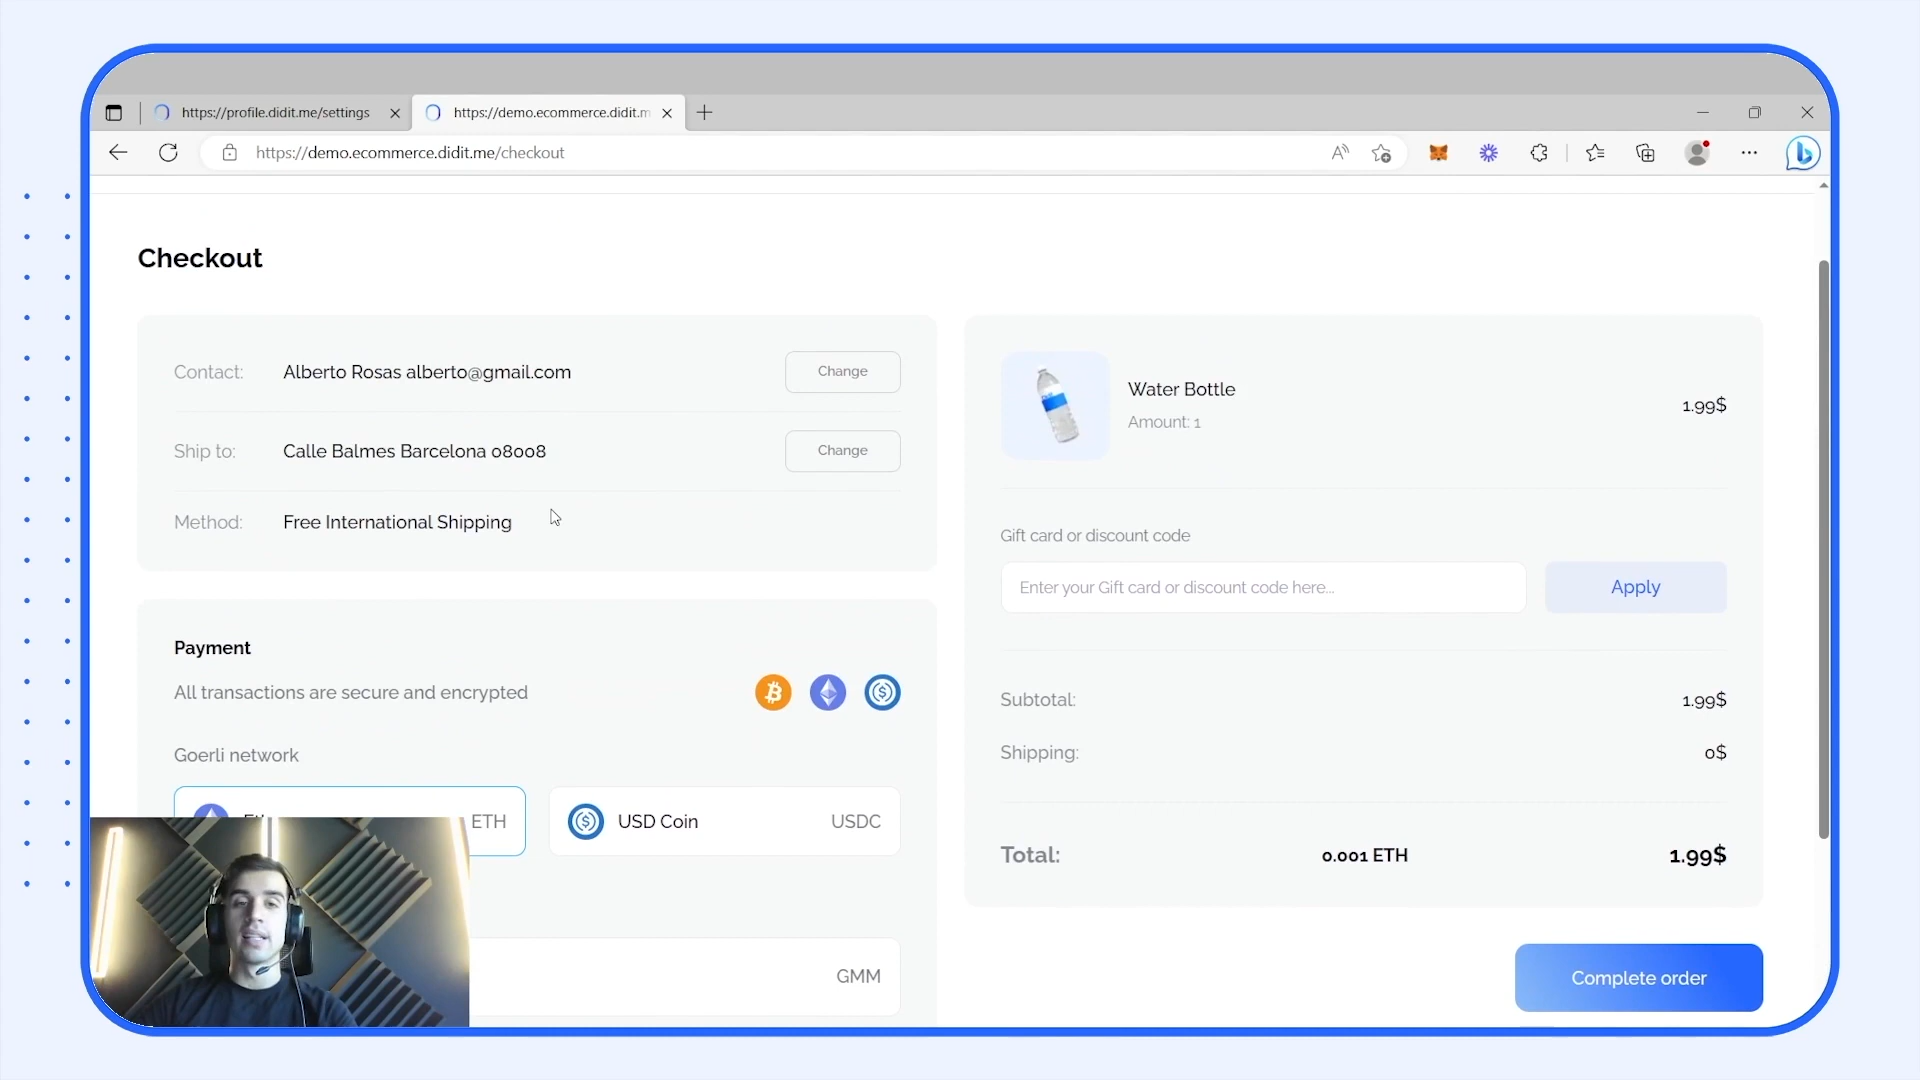 https://profile.didit.me/settings
https://demo.ecommerce.didit.m
https://demo.ecommerce.didit.me/checkout
Checkout
Contact: Alberto Rosas alberto@gmail.com Change
Ship to: Calle Balmes Barcelona 08008 Change
Method: Free International Shipping
Payment
All transactions are secure and encrypted
Goerli network
ETH
USD Coin USDC
GMM
Water Bottle
Amount: 1
1.99$
Gift card or discount code
Enter your Gift card or discount code here...
Apply
Subtotal: 1.99$
Shipping: 0$
Total: 0.001 ETH 1.99$
Complete order